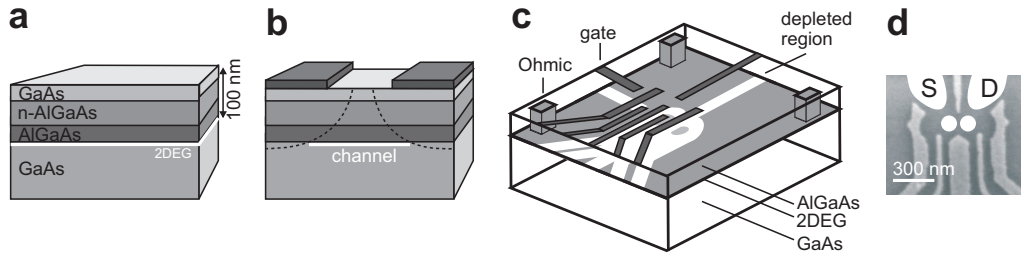 a
GaAs
n-AlGaAs
AlGaAs
2DEG
GaAs
100 nm
b
channel
c
gate
Ohmic
depleted
region
AlGaAs
2DEG
GaAs
d
S D
300 nm